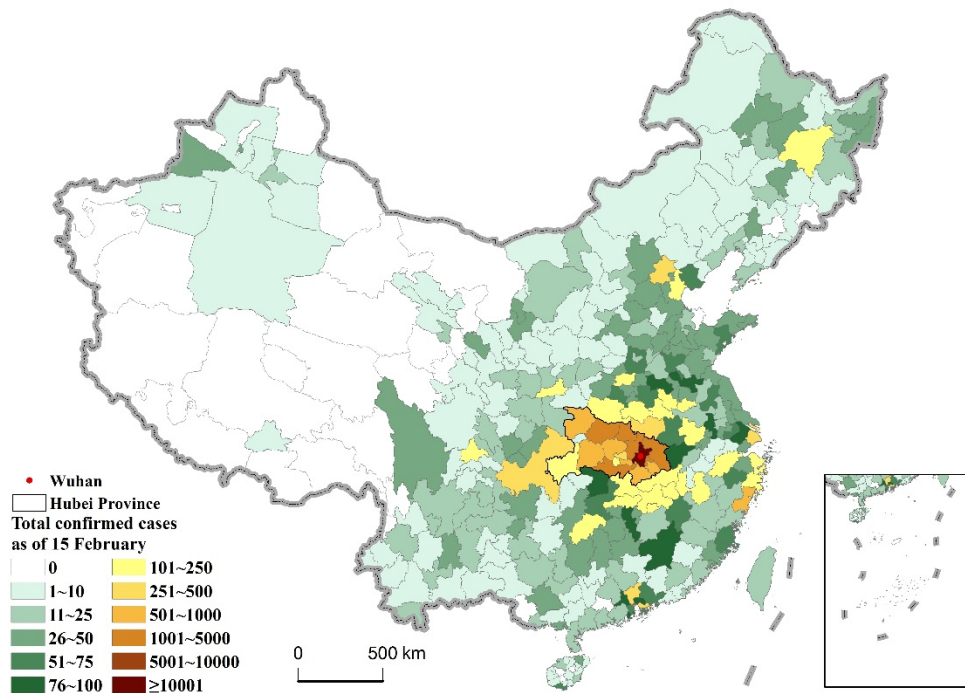 Wuhan
Hubei Province
Total confirmed cases
as of 15 February
0
1~10
11~25
26~50
51~75
76~100
101~250
251~500
501~1000
1001~5000
5001~10000
≥10001
0 500 km